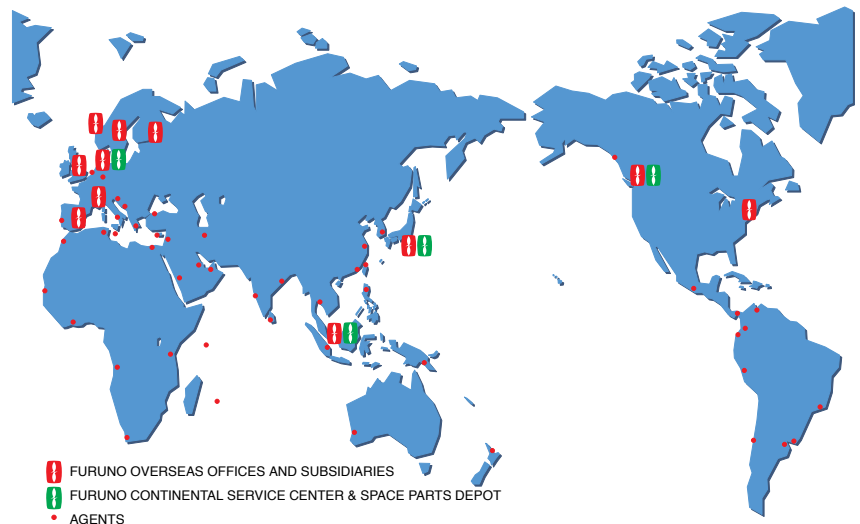 FURUNO OVERSEAS OFFICES AND SUBSIDIARIES
FURUNO CONTINENTAL SERVICE CENTER & SPACE PARTS DEPOT
AGENTS